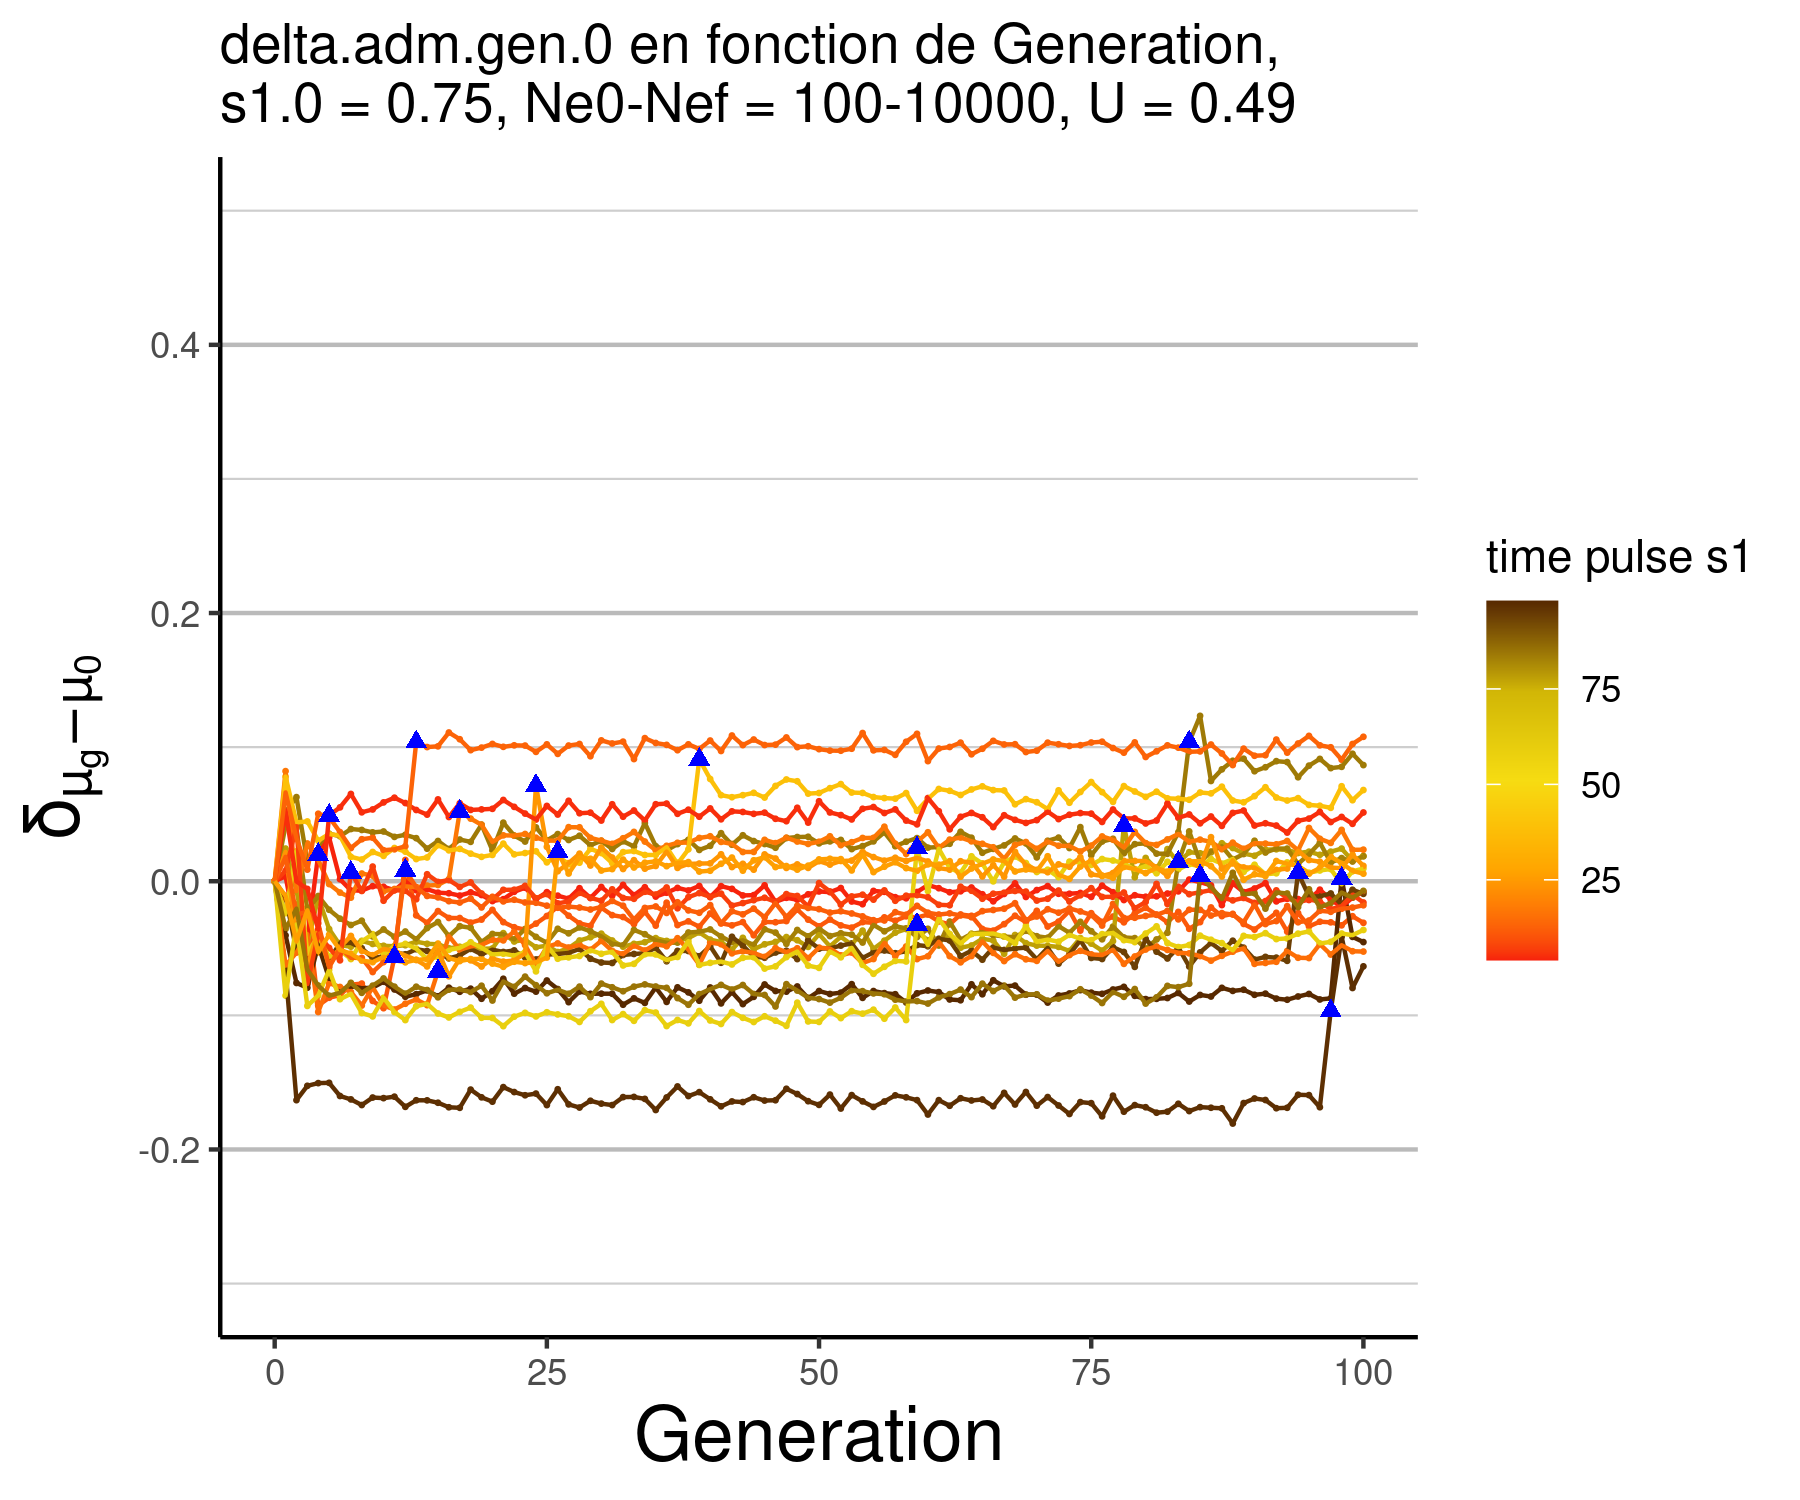 delta.adm.gen.0 en fonction de Generation,
s1.0 = 0.75, Ne0-Nef = 100-10000, U = 0.49
δμg−μ0
0.4
0.2
0.0
-0.2
0
25
50
75
100
Generation
time pulse s1
75
50
25